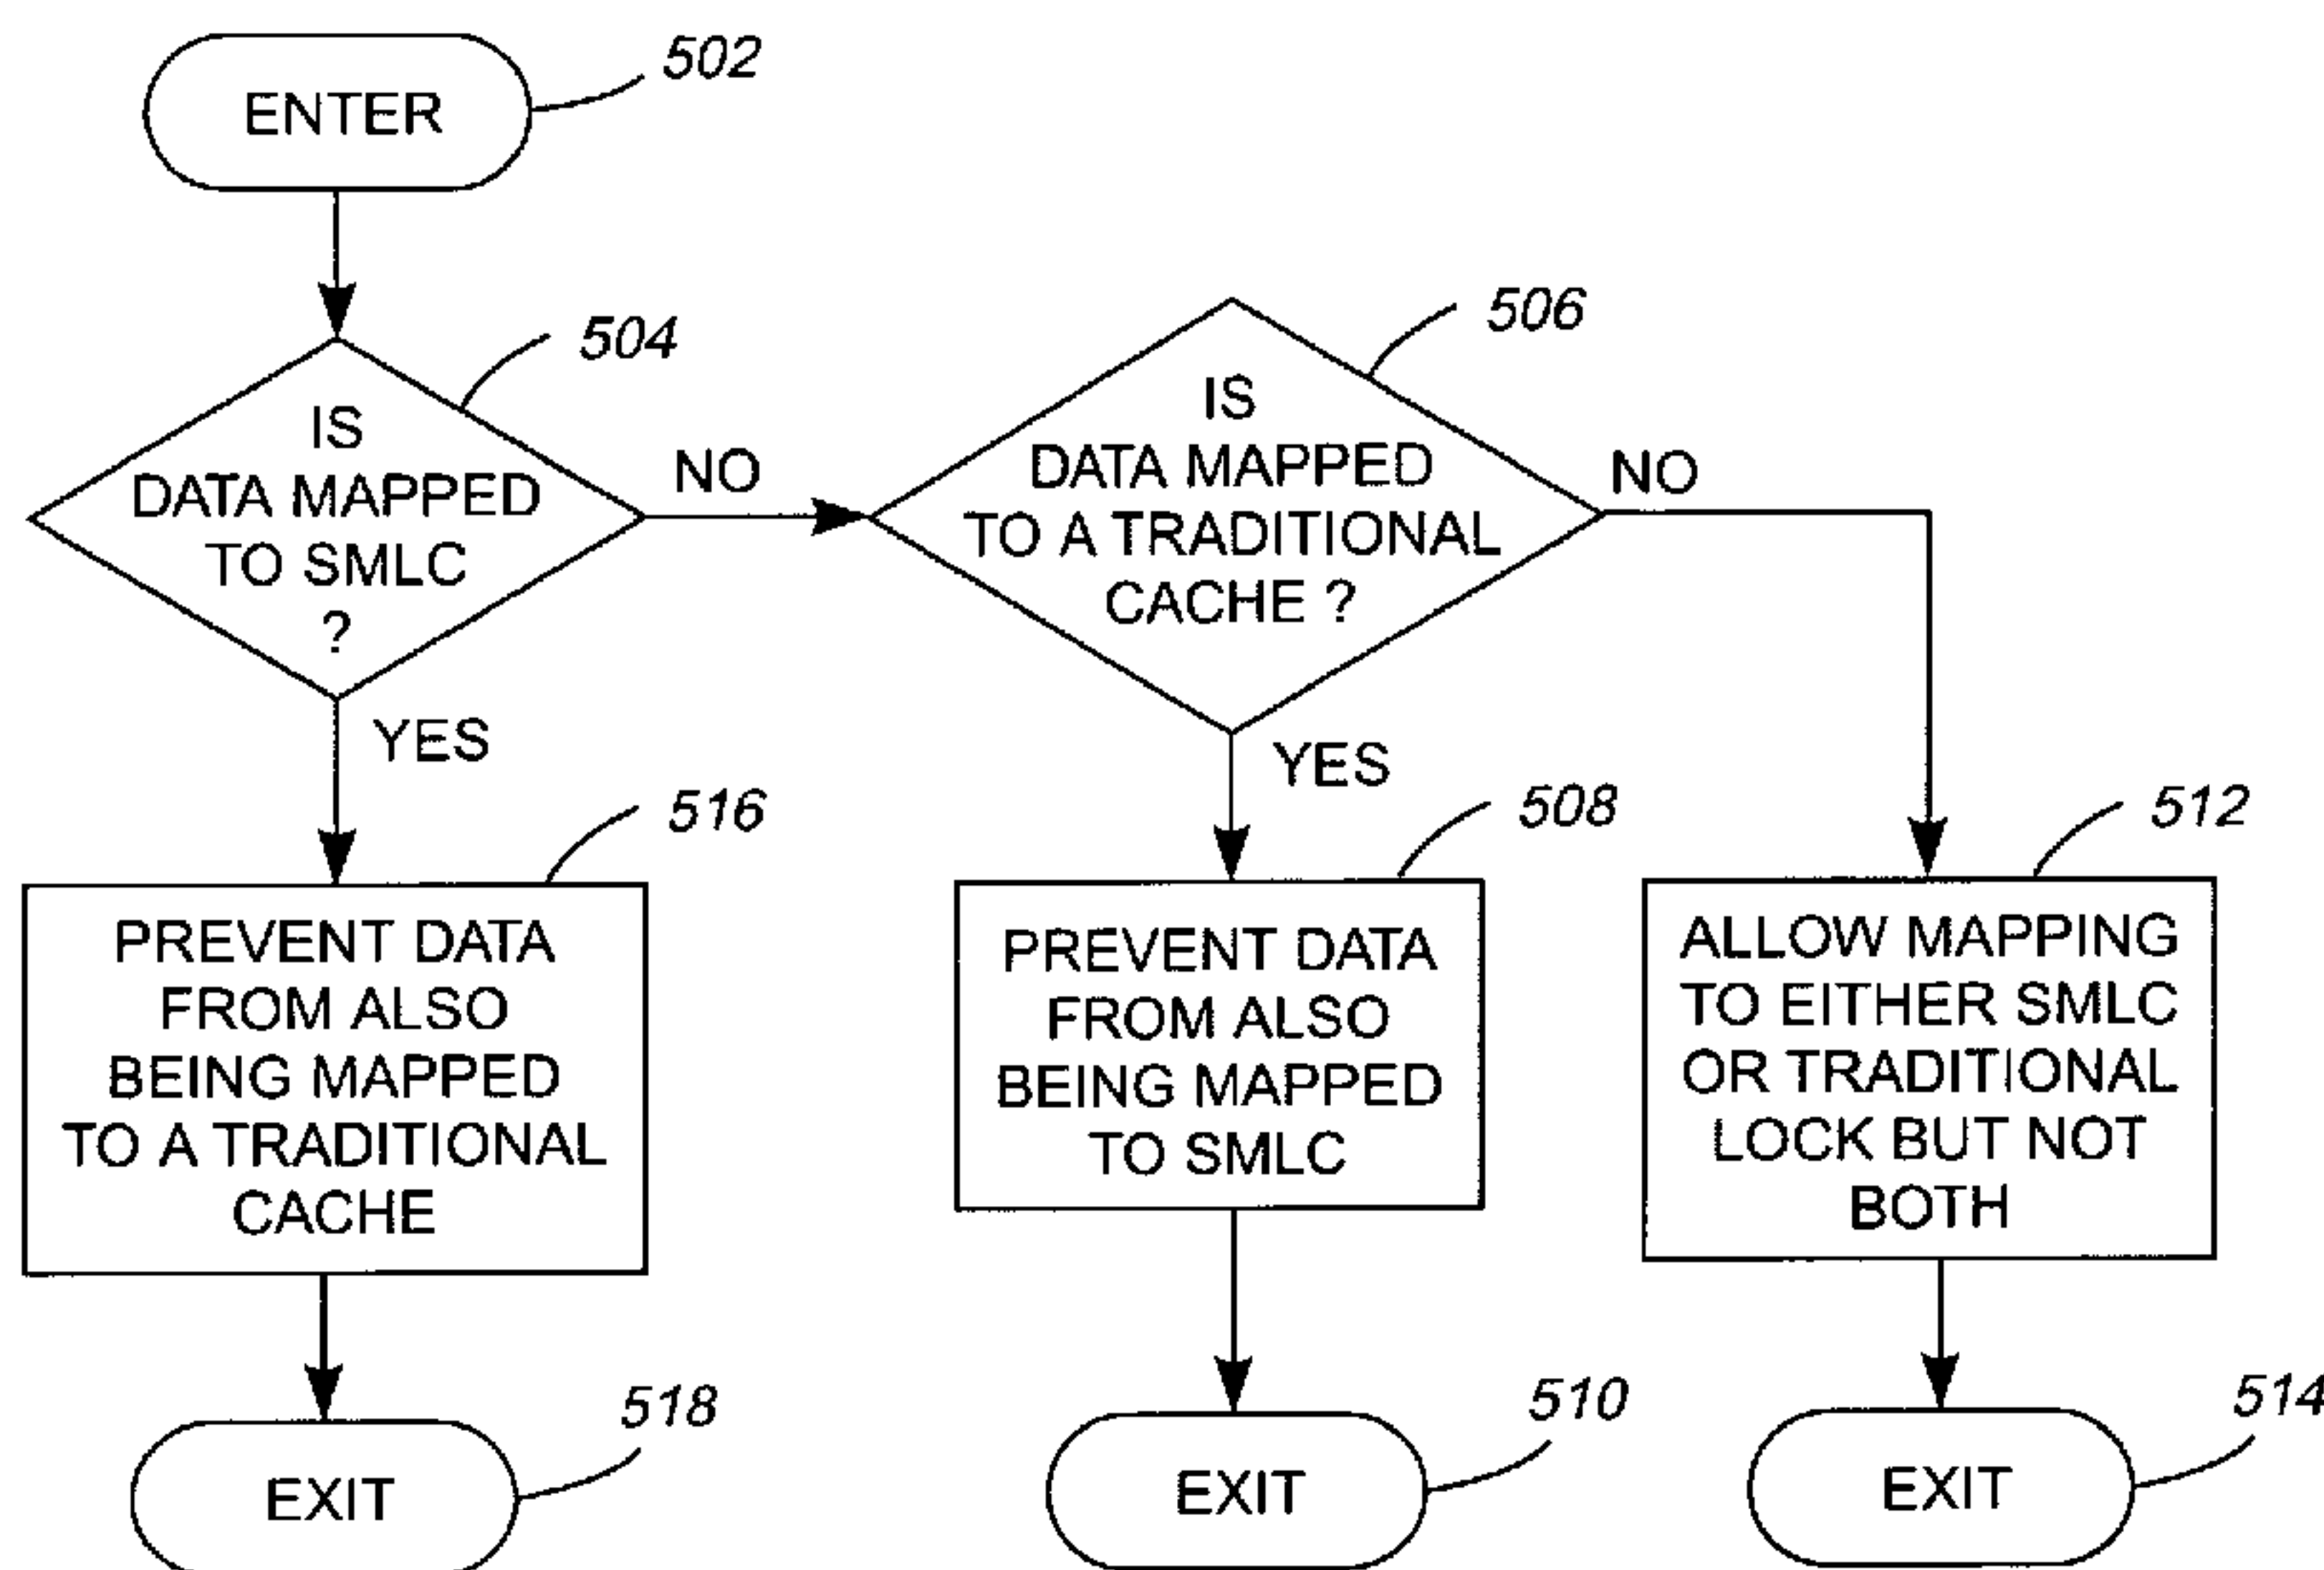 502
ENTER
504
IS
DATA MAPPED
TO SMLC
?
NO
YES
506
IS
DATA MAPPED
TO A TRADITIONAL
CACHE ?
NO
YES
516
PREVENT DATA
FROM ALSO
BEING MAPPED
TO A TRADITIONAL
CACHE
508
PREVENT DATA
FROM ALSO
BEING MAPPED
TO SMLC
512
ALLOW MAPPING
TO EITHER SMLC
OR TRADITIONAL
LOCK BUT NOT
BOTH
518
EXIT
510
EXIT
514
EXIT